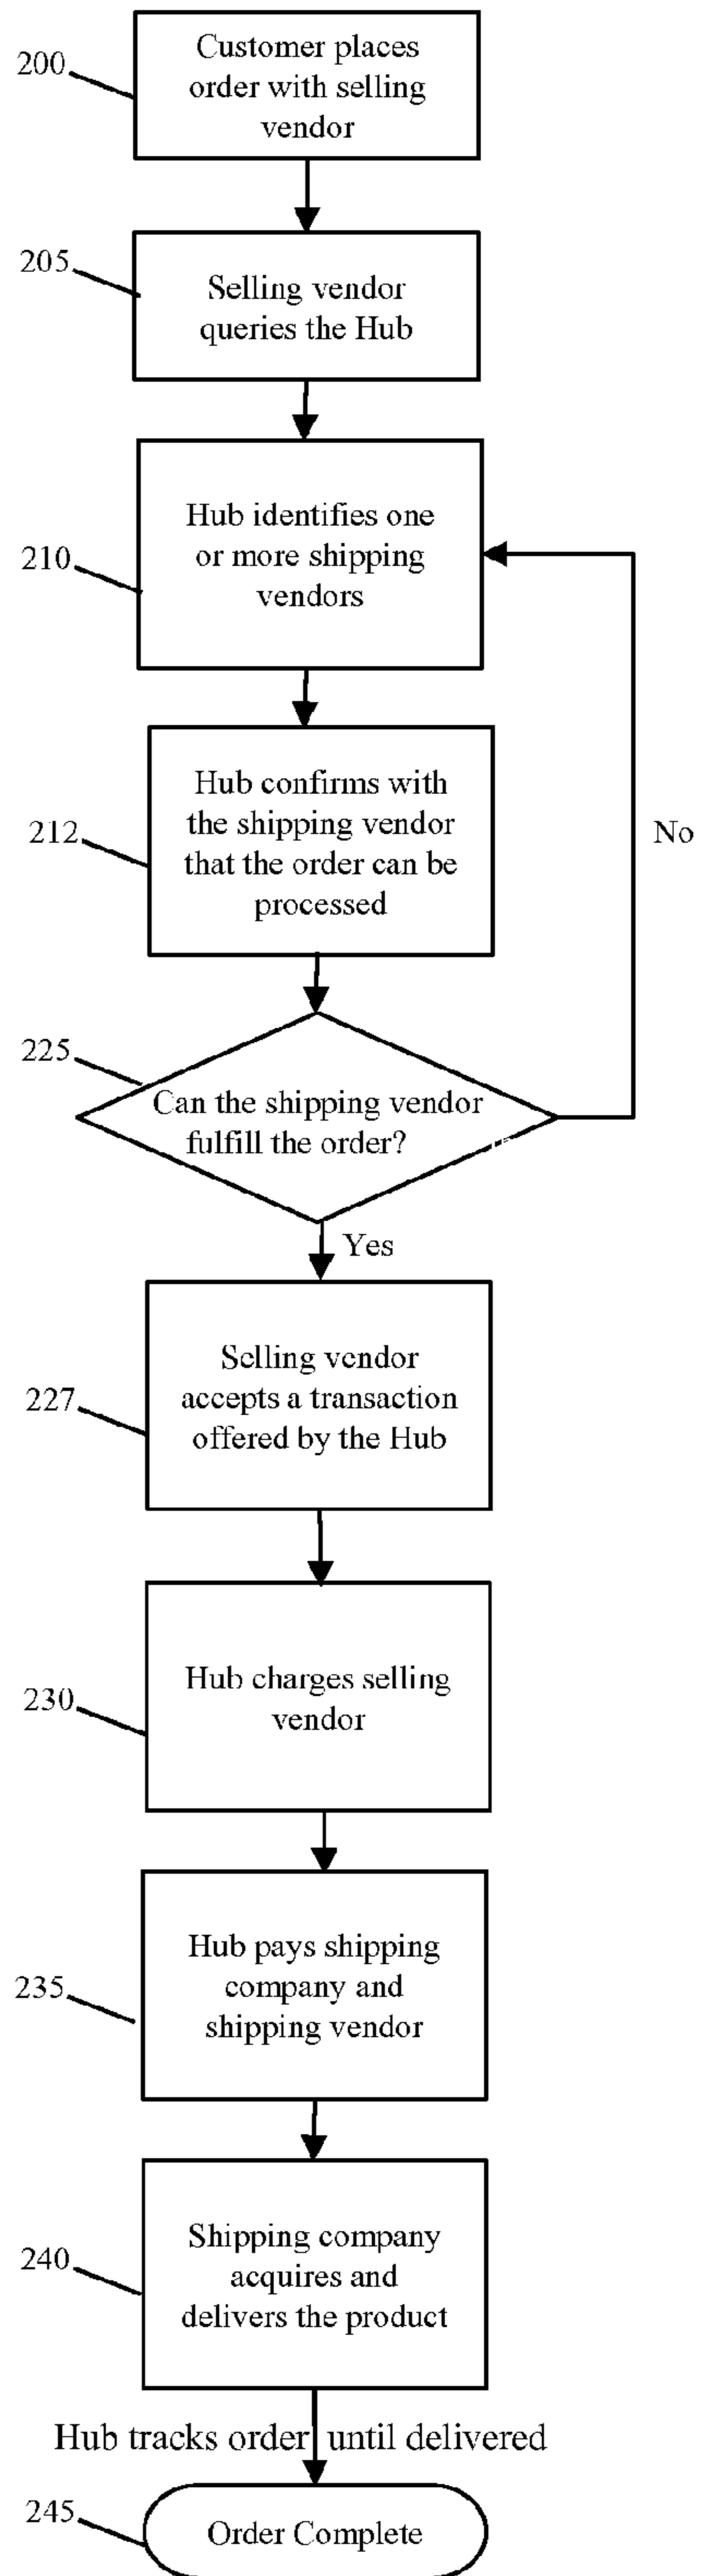 200
Customer places
order with selling
vendor
205
Selling vendor
queries the Hub
210
Hub identifies one
or more shipping
vendors
212
Hub confirms with
the shipping vendor
that the order can be
processed
No
225
Can the shipping vendor
fulfill the order?
Yes
227
Selling vendor
accepts a transaction
offered by the Hub
230
Hub charges selling
vendor
235
Hub pays shipping
company and
shipping vendor
240
Shipping company
acquires and
delivers the product
Hub tracks order until delivered
245
Order Complete